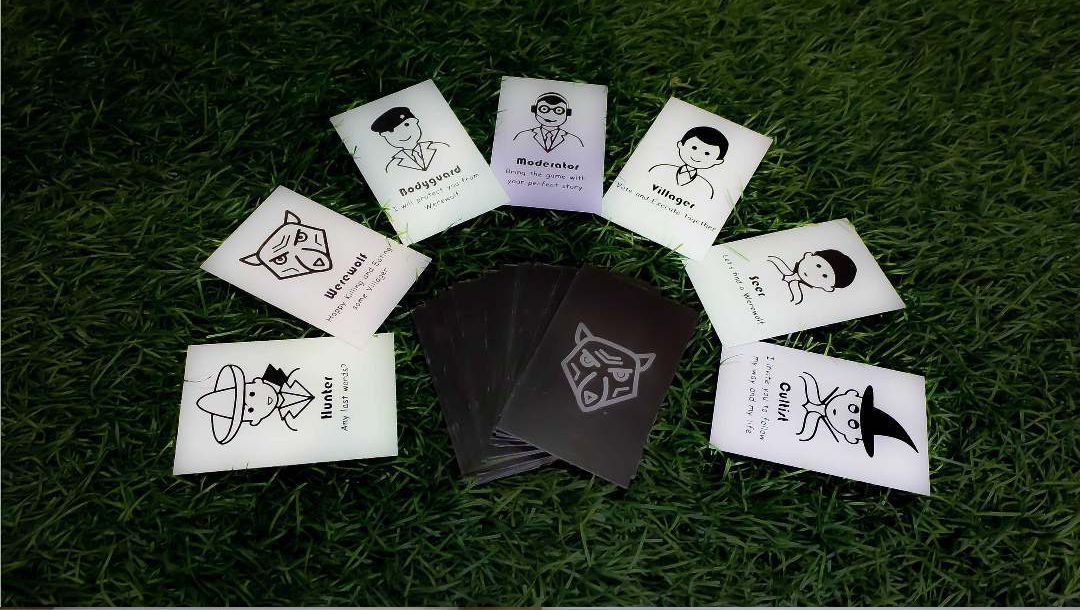 Hunter
Any last words?
Werewolf
Happy Killing and Eating
some Villager
Bodyguard
I will protect you from
Werewolf
Moderator
Bring the game with
your perfect story
Villager
Vote and Execute together
Seer
Let's find a Werewolf
Cultist
I invite you to follow
my way and my life